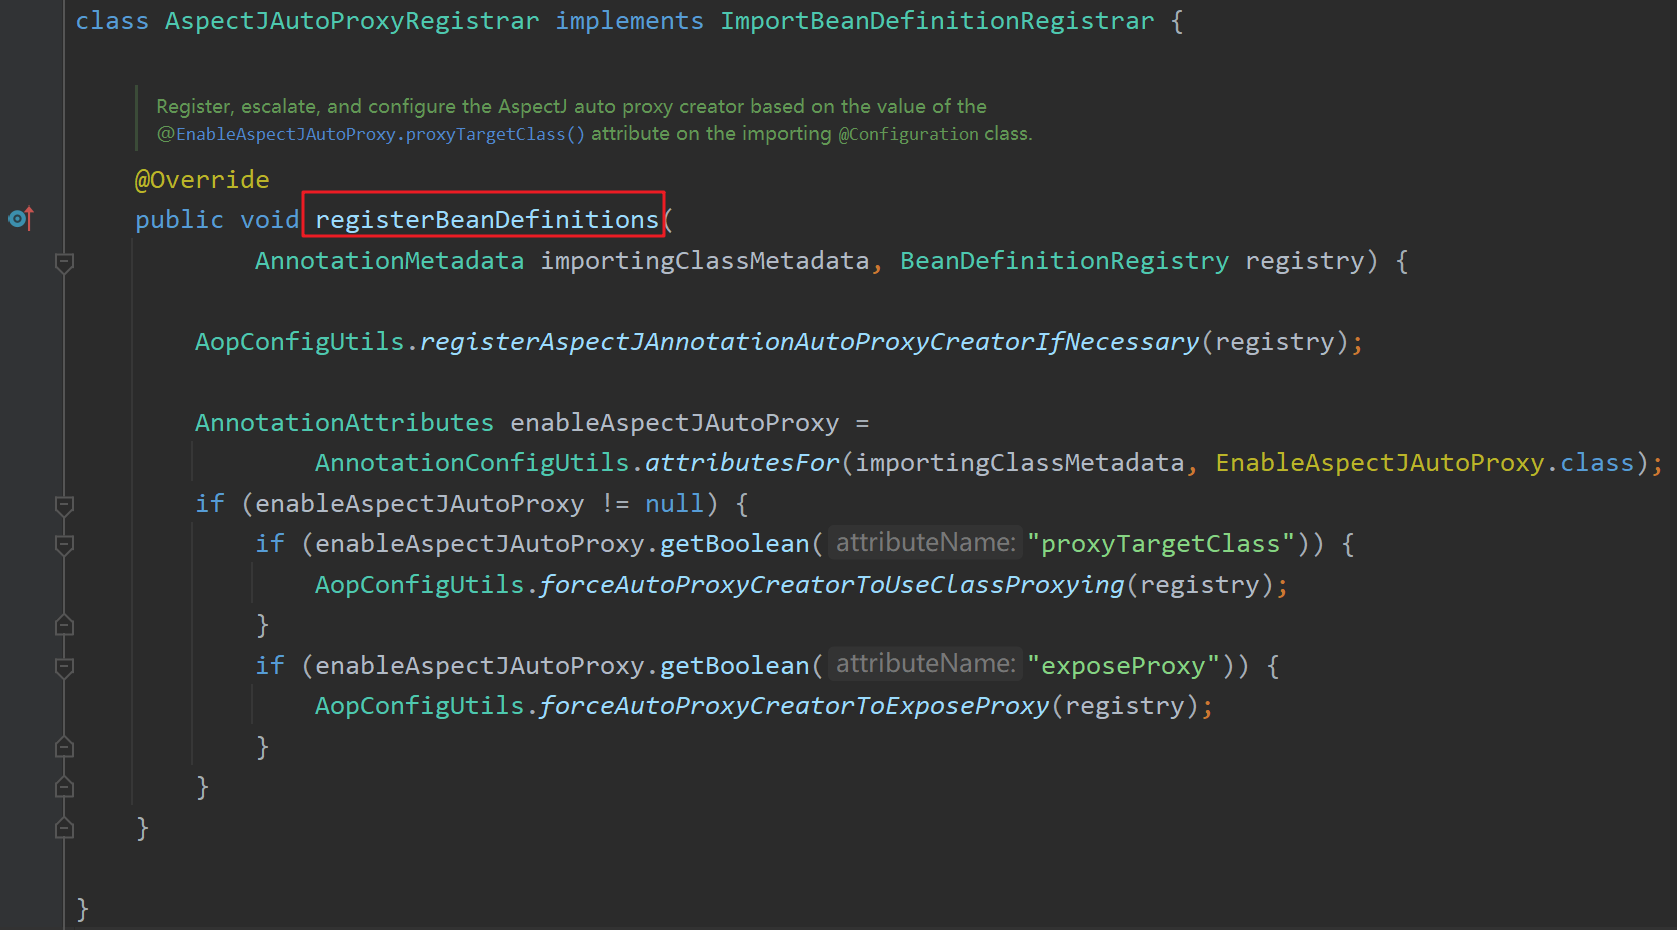 class AspectJAutoProxyRegistrar implements ImportBeanDefinitionRegistrar {
Register, escalate, and configure the AspectJ auto proxy creator based on the value of the
@EnableAspectJAutoProxy.proxyTargetClass() attribute on the importing @Configuration class.
@Override
public void registerBeanDefinitions(
AnnotationMetadata importingClassMetadata, BeanDefinitionRegistry registry) {
AopConfigUtils.registerAspectJAnnotationAutoProxyCreatorIfNecessary(registry);
AnnotationAttributes enableAspectJAutoProxy =
AnnotationConfigUtils.attributesFor(importingClassMetadata, EnableAspectJAutoProxy.class);
if (enableAspectJAutoProxy != null) {
if (enableAspectJAutoProxy.getBoolean( attributeName: "proxyTargetClass")) {
AopConfigUtils.forceAutoProxyCreatorToUseClassProxying(registry);
}
if (enableAspectJAutoProxy.getBoolean( attributeName: "exposeProxy")) {
AopConfigUtils.forceAutoProxyCreatorToExposeProxy(registry);
}
}
}
}